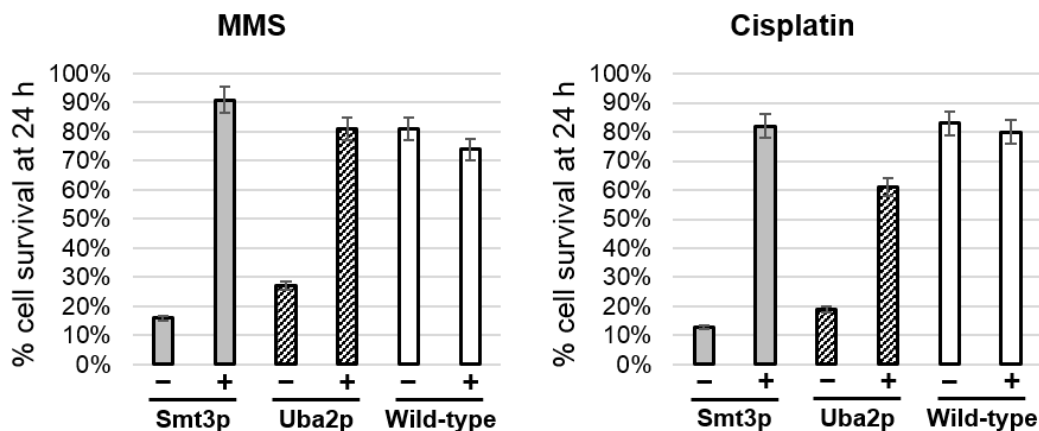 MMS
% cell survival at 24 h
100%
90%
80%
70%
60%
50%
40%
30%
20%
10%
0%
− + − + − +
Smt3p Uba2p Wild-type
Cisplatin
% cell survival at 24 h
100%
90%
80%
70%
60%
50%
40%
30%
20%
10%
0%
− + − + − +
Smt3p Uba2p Wild-type